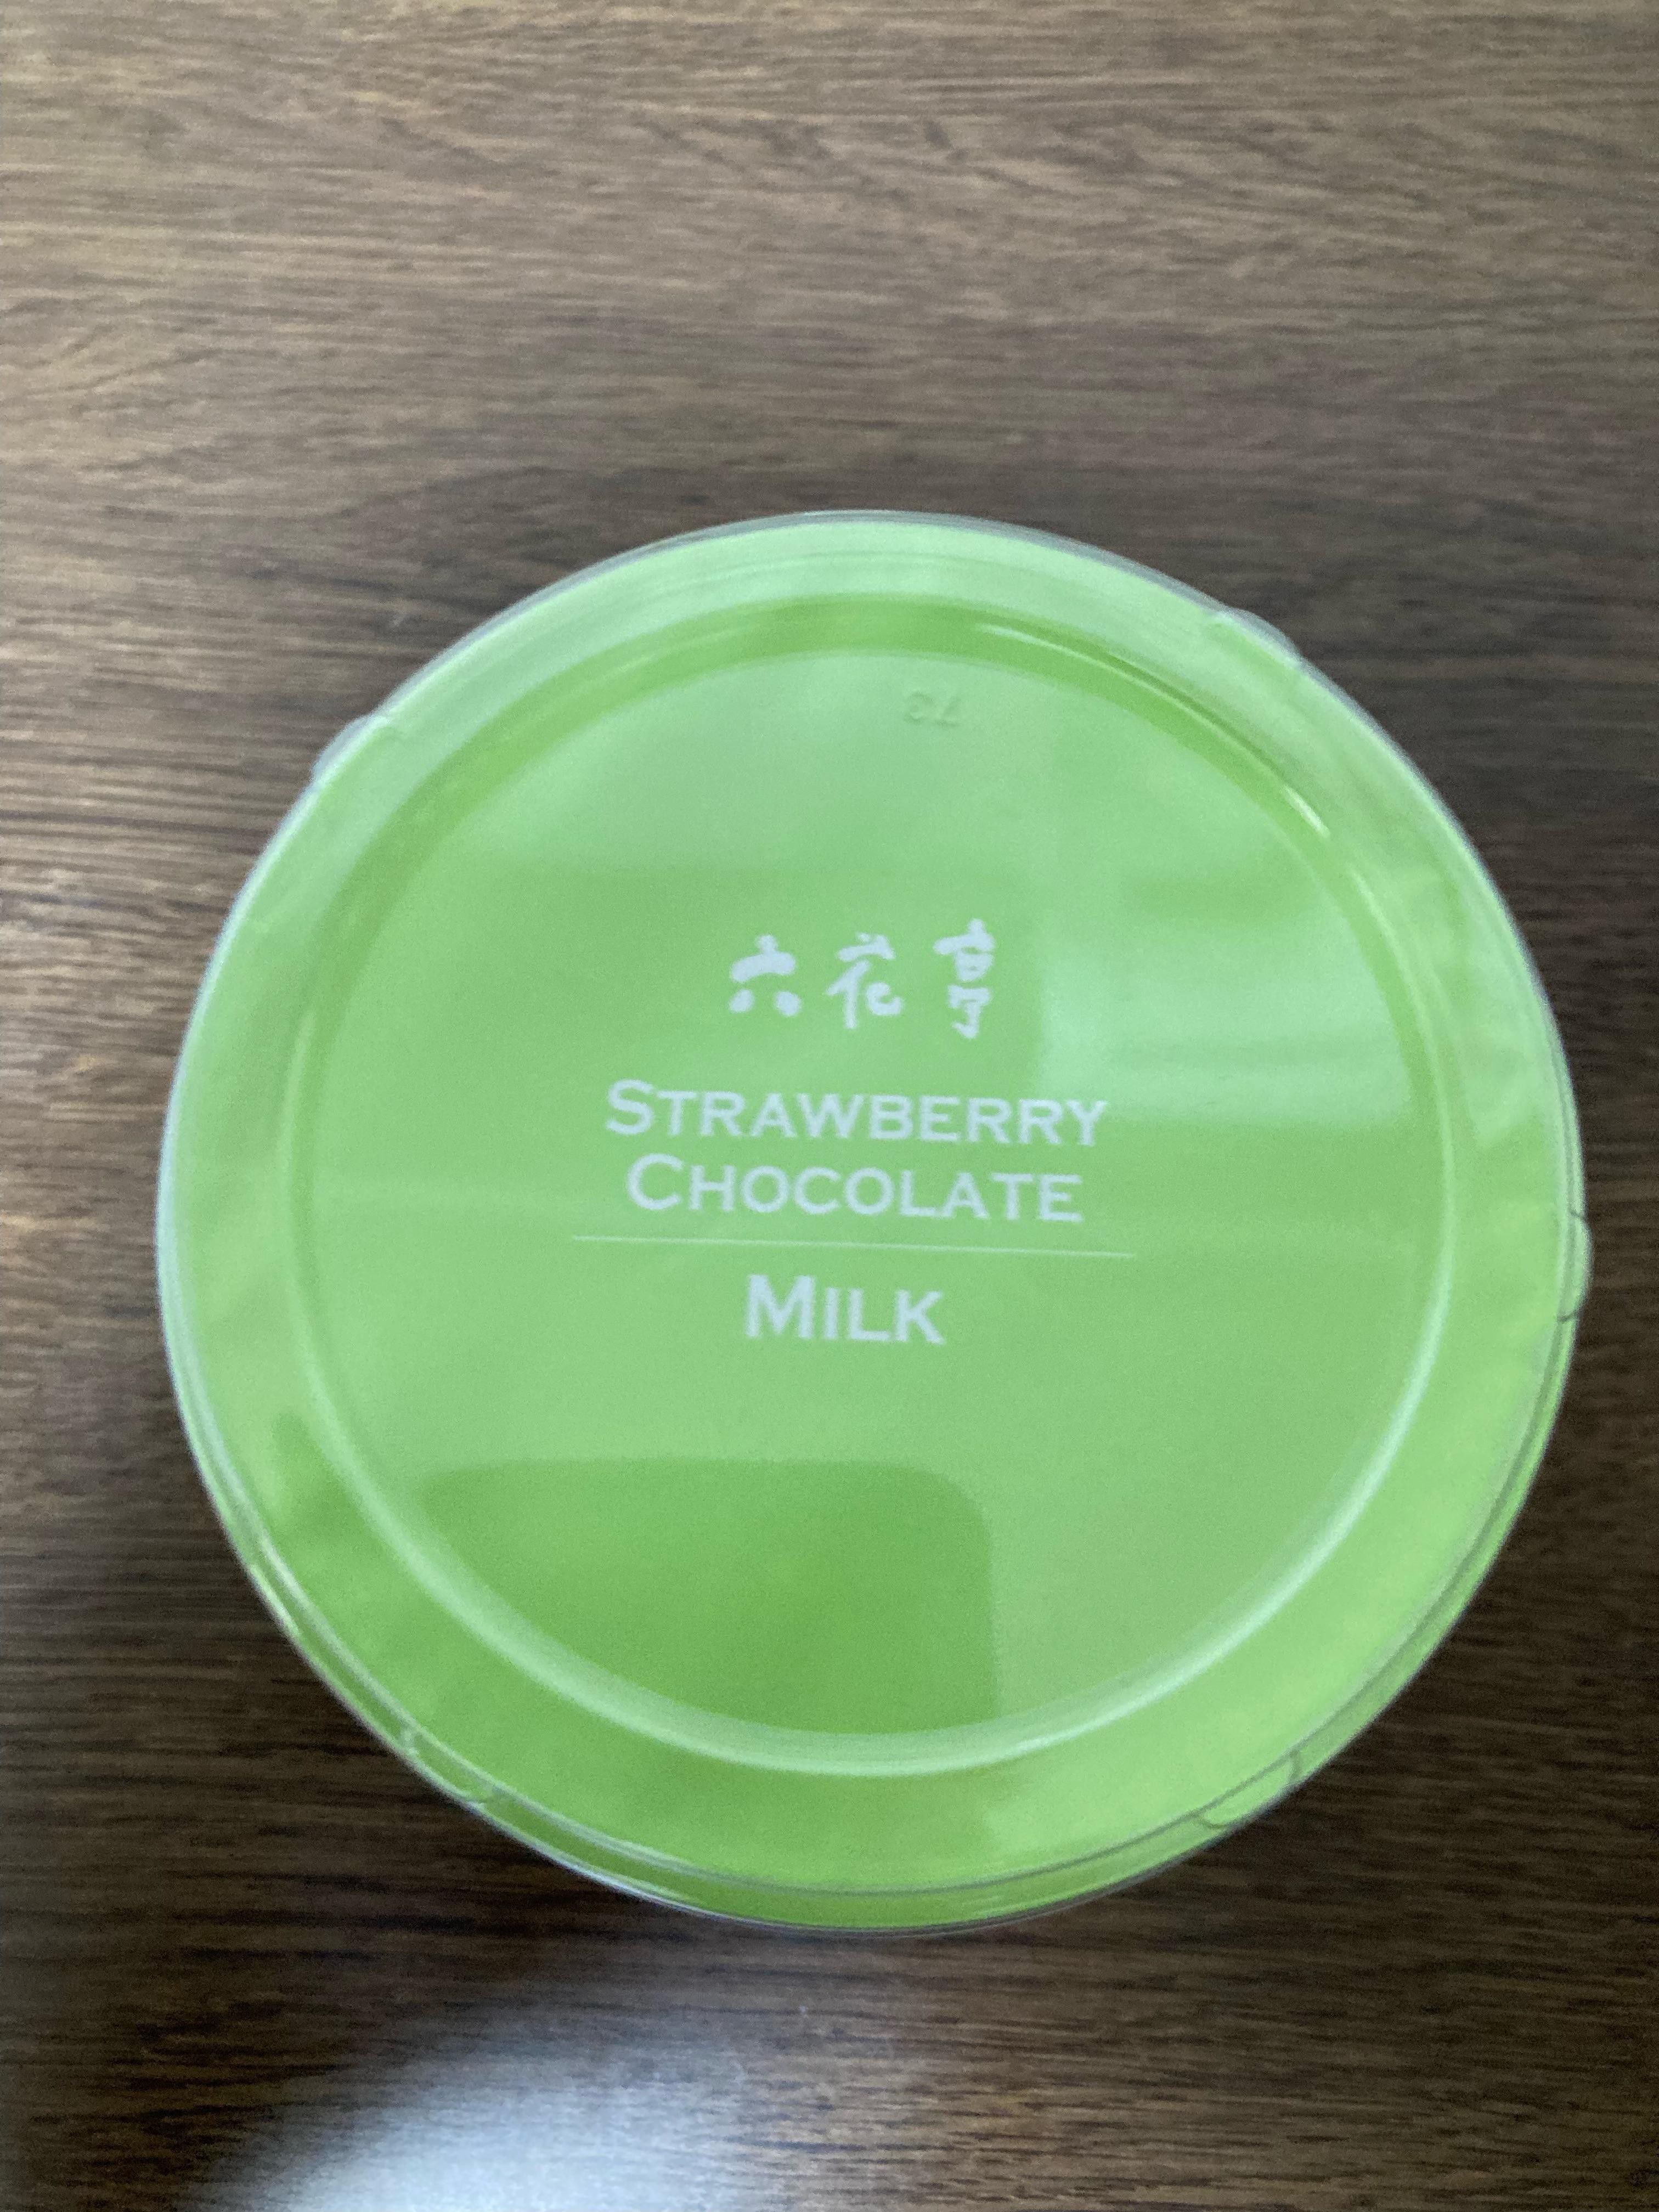 六花亭
STRAWBERRY
CHOCOLATE
MILK